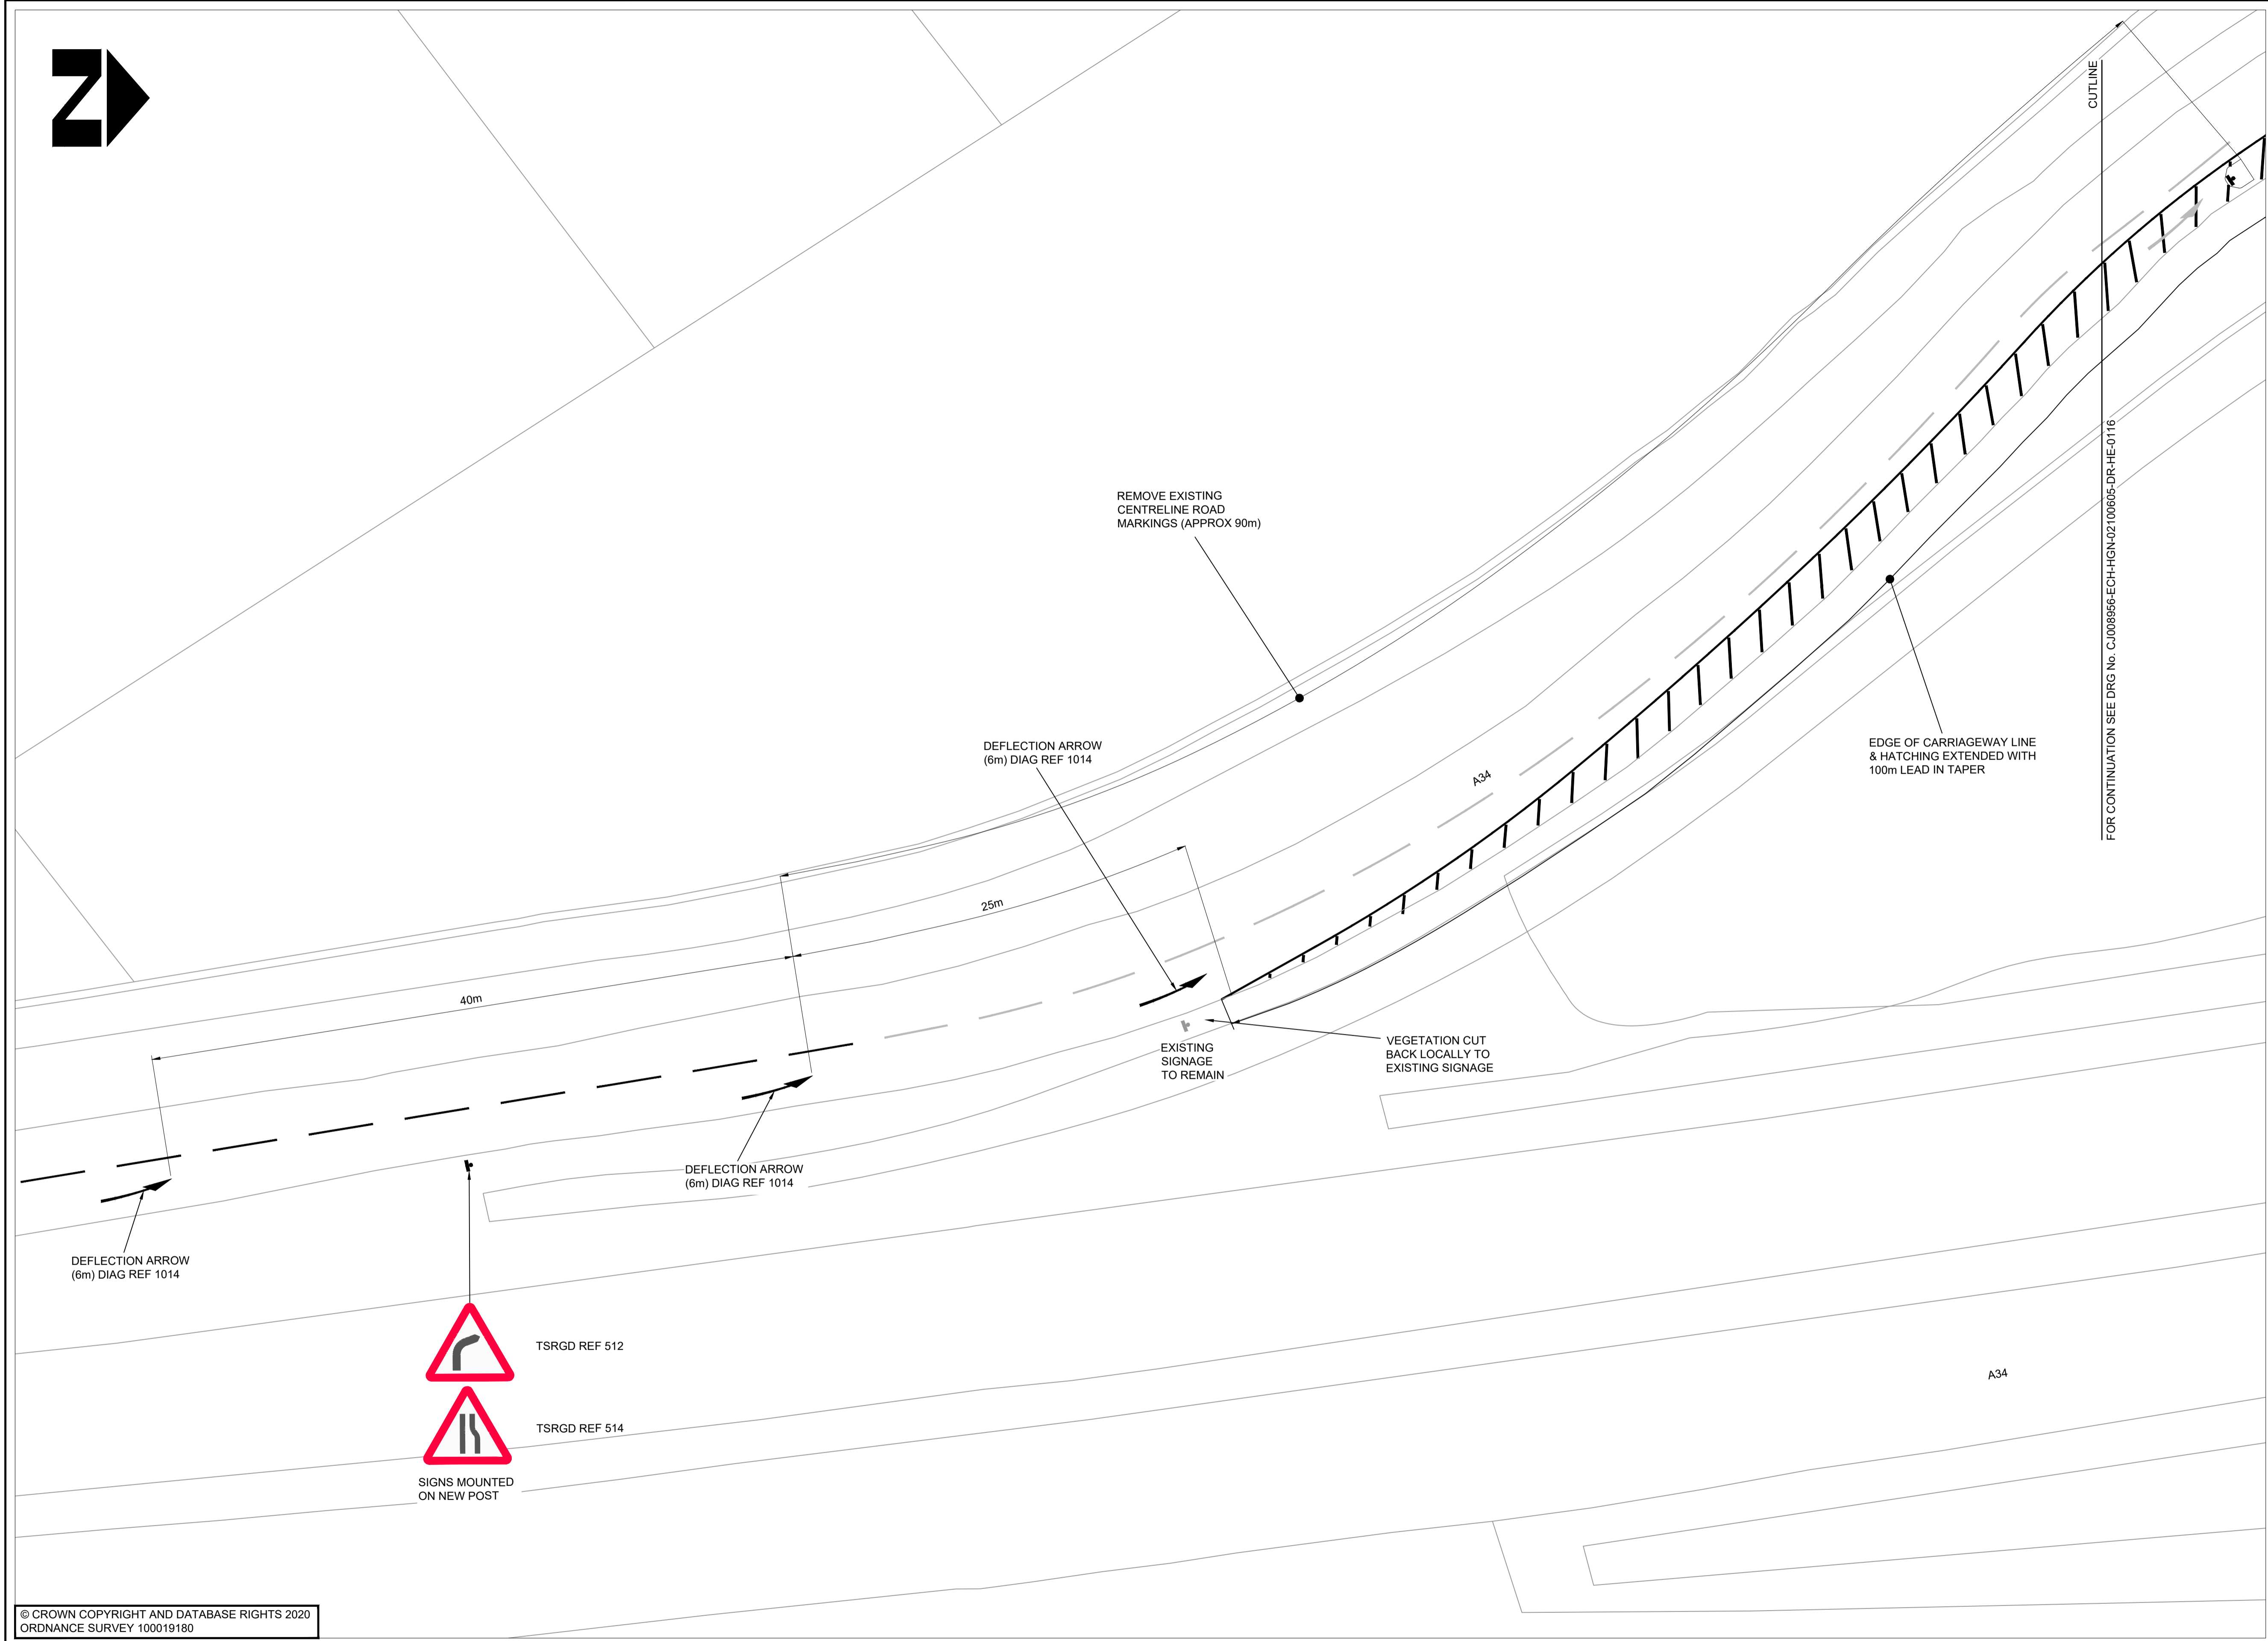 Z
CUTLINE
FOR CONTINUATION SEE DRG No. CJ008956-ECH-HGN-02100605-DR-HE-0116
REMOVE EXISTING
CENTRELINE ROAD
MARKINGS (APPROX 90m)
DEFLECTION ARROW
(6m) DIAG REF 1014
A34
EDGE OF CARRIAGEWAY LINE
& HATCHING EXTENDED WITH
100m LEAD IN TAPER
25m
40m
EXISTING
SIGNAGE
TO REMAIN
VEGETATION CUT
BACK LOCALLY TO
EXISTING SIGNAGE
DEFLECTION ARROW
(6m) DIAG REF 1014
DEFLECTION ARROW
(6m) DIAG REF 1014
TSRGD REF 512
TSRGD REF 514
SIGNS MOUNTED
ON NEW POST
A34
© CROWN COPYRIGHT AND DATABASE RIGHTS 2020
ORDNANCE SURVEY 100019180